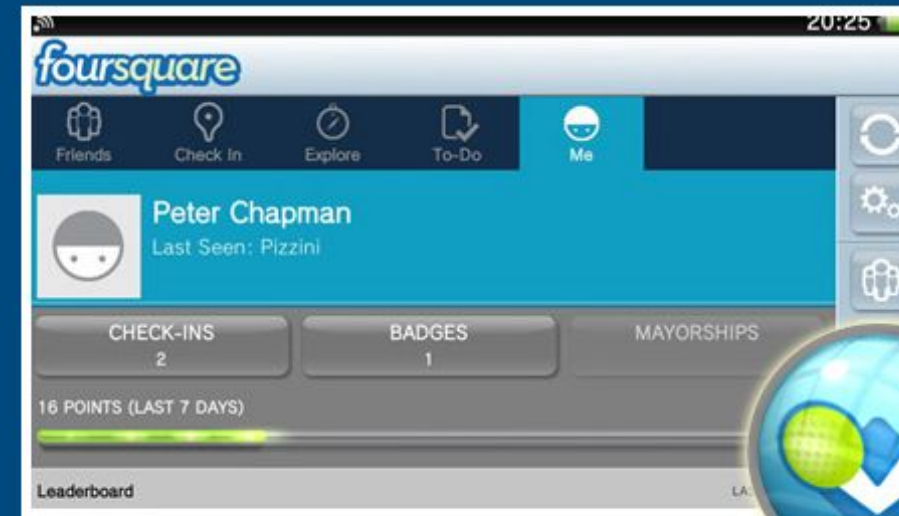 20:25
foursquare
Friends Check In Explore To-Do Me
Peter Chapman
Last Seen: Pizzini
CHECK-INS BADGES MAYORSHIPS
2 1
16 POINTS (LAST 7 DAYS)
Leaderboard